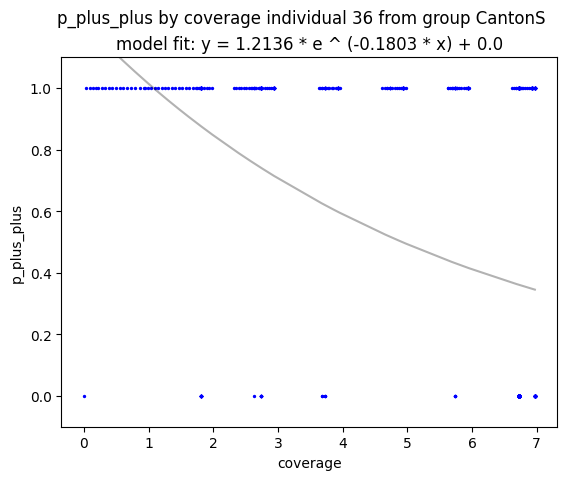 p_plus_plus by coverage individual 36 from group CantonS
model fit: y = 1.2136 * e ^ (-0.1803 * x) + 0.0
1.0
0.8
0.6
0.4
0.2
0.0
p_plus_plus
0 1 2 3 4 5 6 7
coverage